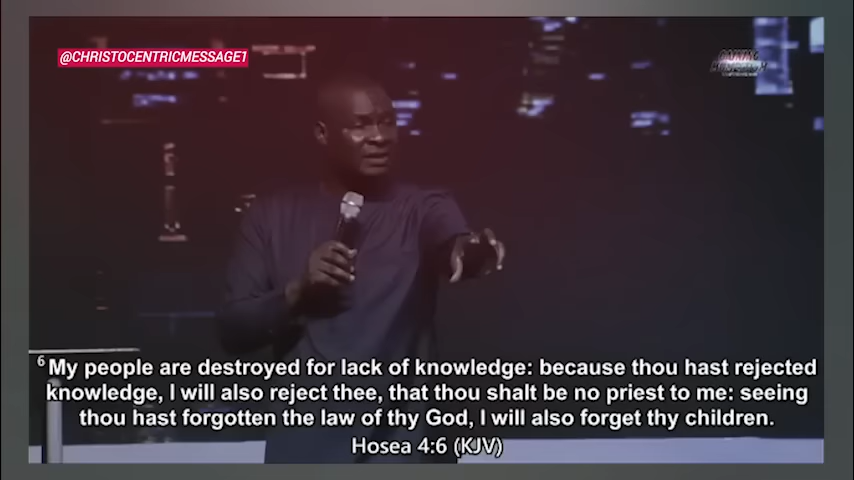 @CHRISTOCENTRICMESSAGE1
6 My people are destroyed for lack of knowledge: because thou hast rejected
knowledge, I will also reject thee, that thou shalt be no priest to me: seeing
thou hast forgotten the law of thy God, I will also forget thy children.
Hosea 4:6 (KJV)